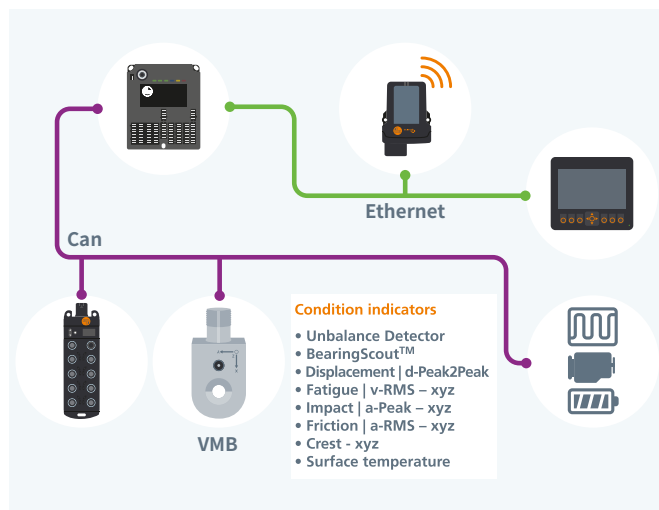 Ethernet
Can
Condition indicators
• Unbalance Detector
• BearingScout™
• Displacement | d-Peak2Peak
• Fatigue | v-RMS – xyz
• Impact | a-Peak – xyz
• Friction | a-RMS – xyz
• Crest - xyz
• Surface temperature
VMB